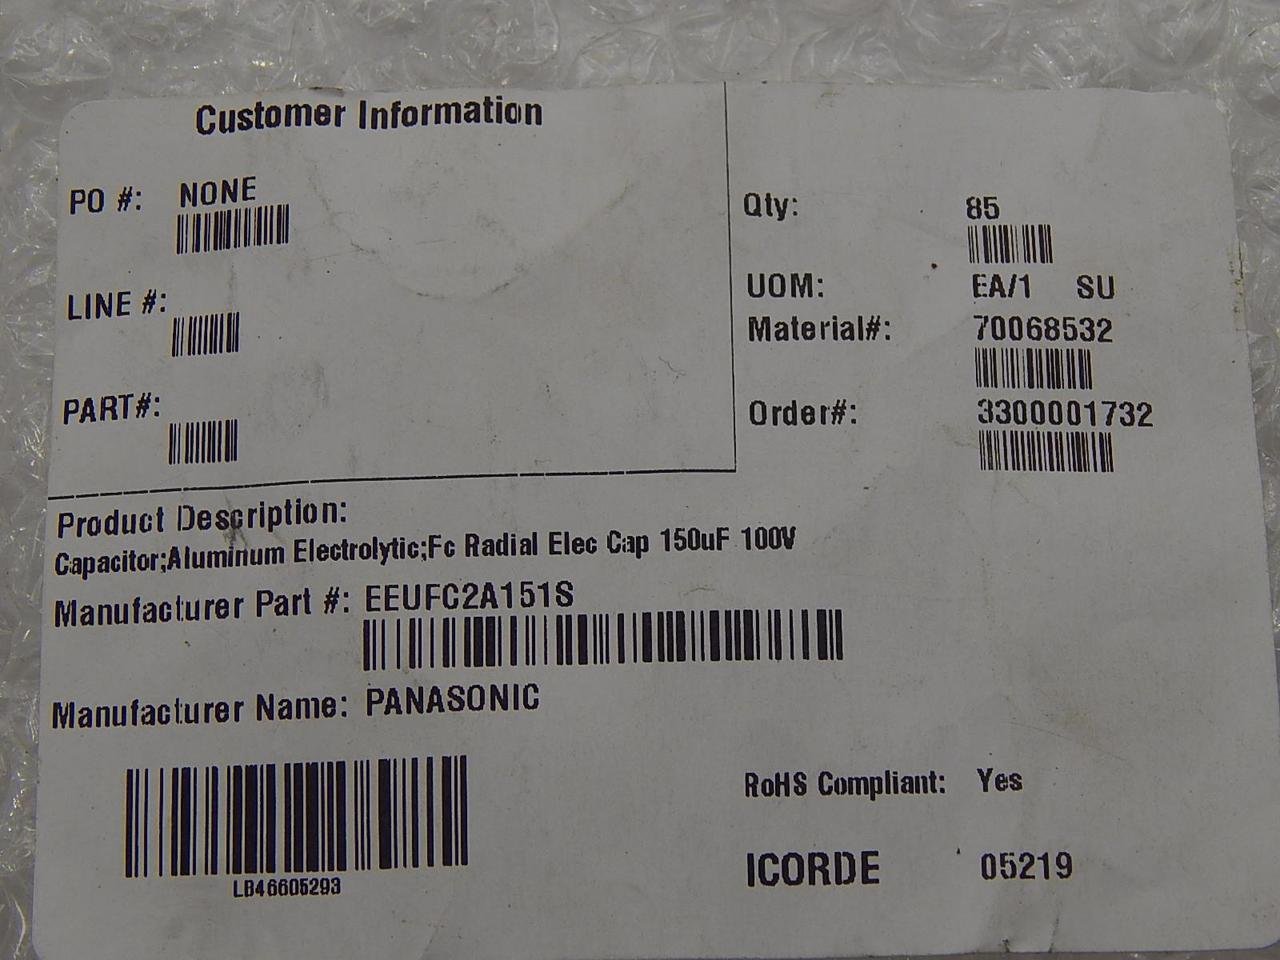 Customer Information
PO #: NONE
LINE #:
PART#:
Qty: 85
UOM: EA/1 SU
Material#: 70068532
Order#: 3300001732
Product Description:
Capacitor;Aluminum Electrolytic;Fc Radial Elec Cap 150uF 100V
Manufacturer Part #: EEUFC2A151S
Manufacturer Name: PANASONIC
LB46605293
RoHS Compliant: Yes
ICORDE 05219